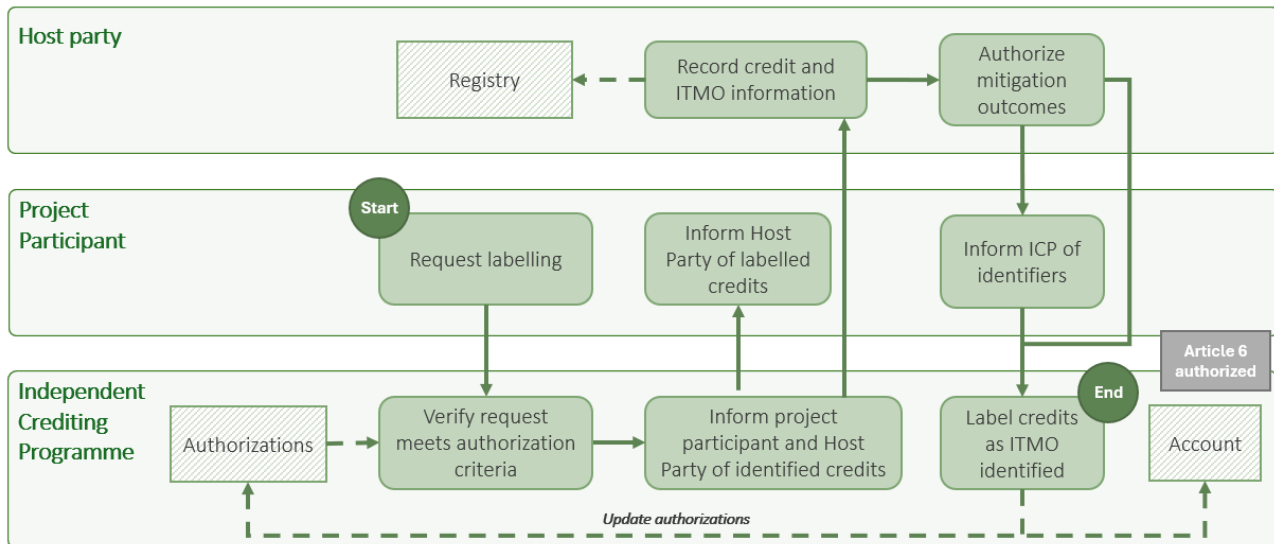 Host party
Registry
Record credit and
ITMO information
Authorize
mitigation
outcomes
Project
Participant
Start
Request labelling
Inform Host
Party of labelled
credits
Inform ICP of
identifiers
Article 6
authorized
Independent
Crediting
Programme
Authorizations
Verify request
meets authorization
criteria
Inform project
participant and Host
Party of identified credits
End
Label credits
as ITMO
identified
Account
Update authorizations